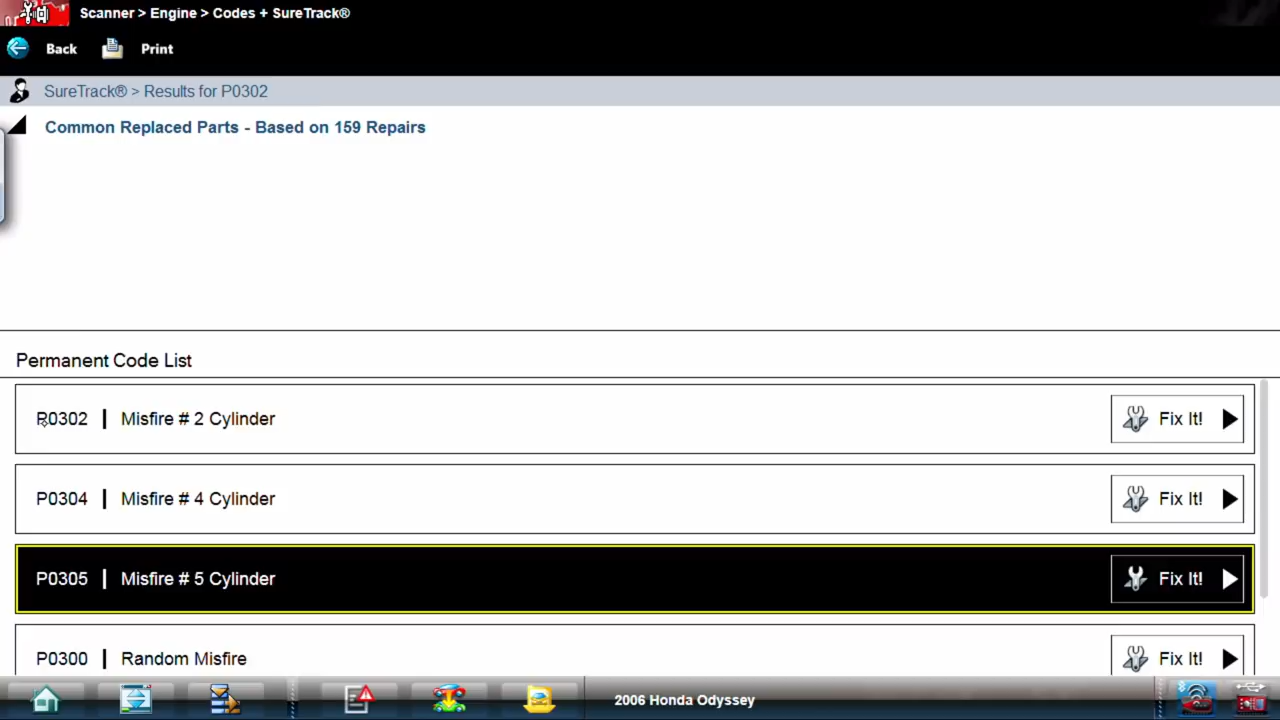 Scanner > Engine > Codes + SureTrack®
Back Print
SureTrack® > Results for P0302
Common Replaced Parts - Based on 159 Repairs
Permanent Code List
P0302 | Misfire # 2 Cylinder Fix It!
P0304 | Misfire # 4 Cylinder Fix It!
P0305 | Misfire # 5 Cylinder Fix It!
P0300 | Random Misfire Fix It!
2006 Honda Odyssey